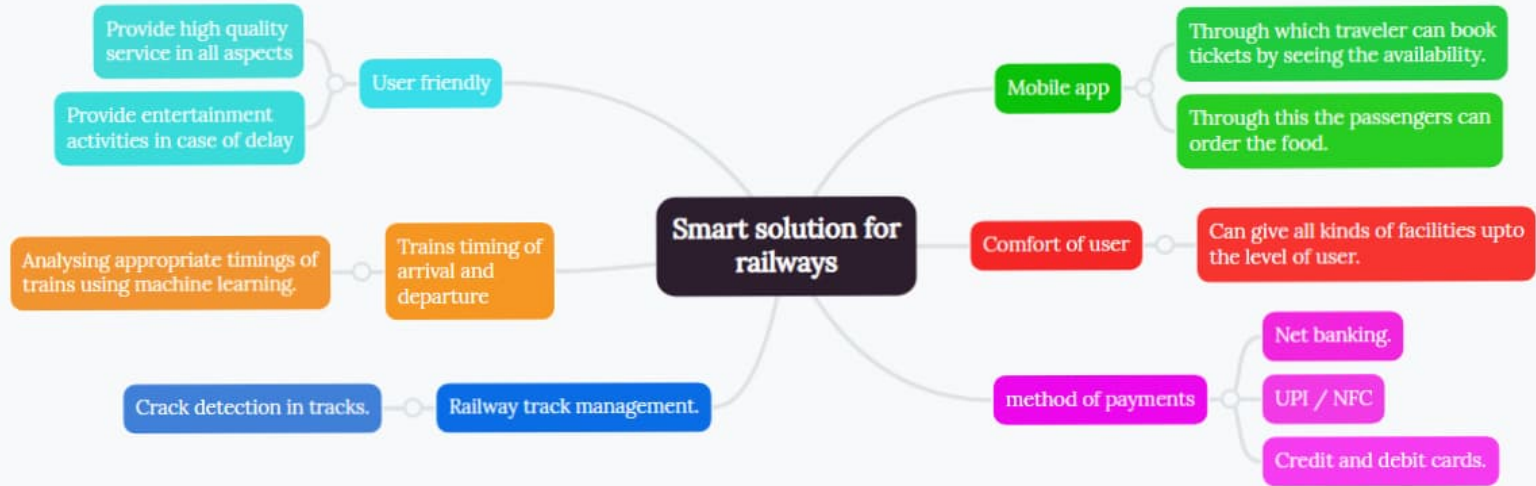 Smart solution for
railways
User friendly
Provide high quality
service in all aspects
Provide entertainment
activities in case of delay
Trains timing of
arrival and
departure
Analysing appropriate timings of
trains using machine learning.
Railway track management.
Crack detection in tracks.
Mobile app
Through which traveler can book
tickets by seeing the availability.
Through this the passengers can
order the food.
Comfort of user
Can give all kinds of facilities upto
the level of user.
method of payments
Net banking.
UPI / NFC
Credit and debit cards.